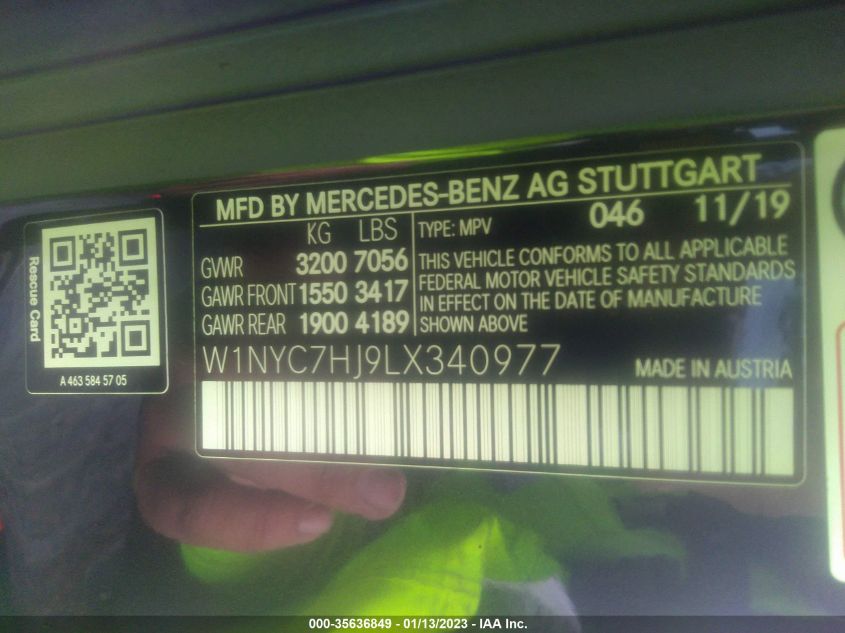 MFD BY MERCEDES-BENZ AG STUTTGART
KG LBS
GVWR 3200 7056
GAWR FRONT 1550 3417
GAWR REAR 1900 4189
TYPE: MPV 046 11/19
THIS VEHICLE CONFORMS TO ALL APPLICABLE
FEDERAL MOTOR VEHICLE SAFETY STANDARDS
IN EFFECT ON THE DATE OF MANUFACTURE
SHOWN ABOVE
W1NYC7HJ9LX340977 MADE IN AUSTRIA
Rescue Card
A 463 584 57 05
000-35636849 - 01/13/2023 - IAA Inc.